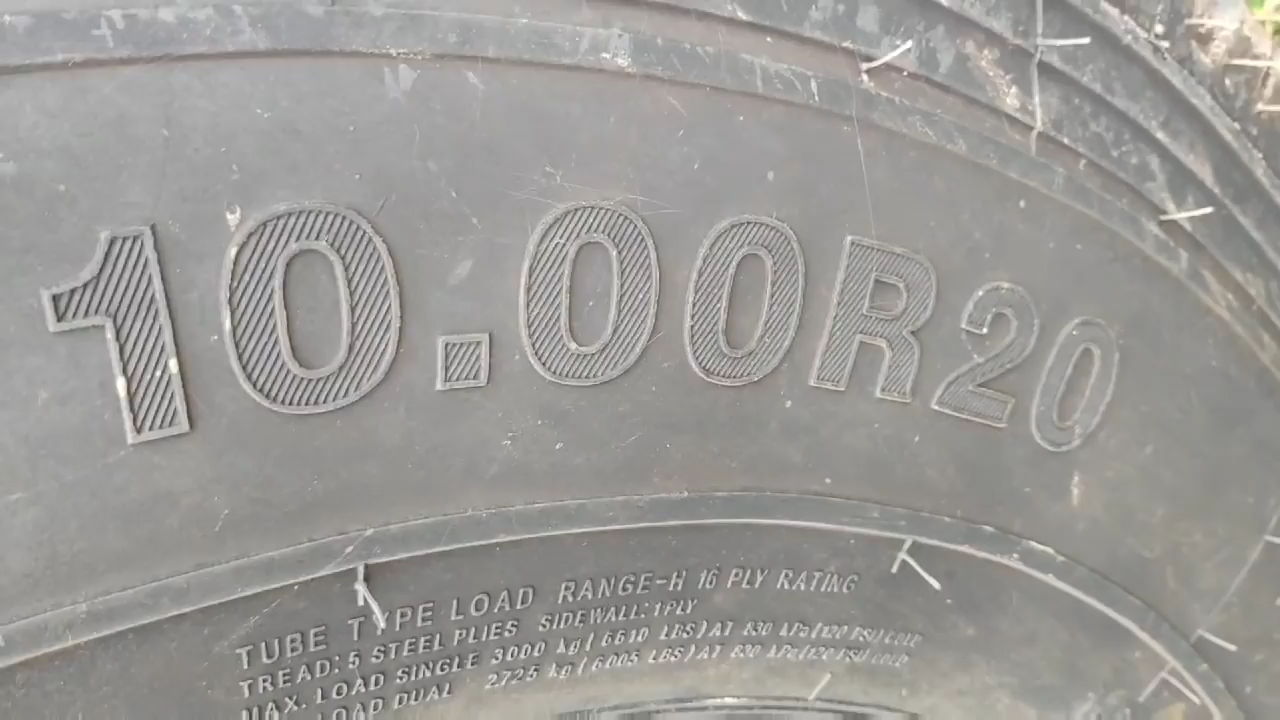 10.00R20
TUBE TYPE LOAD RANGE-H 16 PLY RATING
TREAD: 5 STEEL PLIES SIDEWALL: 1PLY
MAX. LOAD SINGLE 3000 kg (6610 LBS) AT 830 kPa (120 PSI) COLD
LOAD DUAL 2725 kg (6005 LBS) AT 830 kPa (120 PSI) COLD